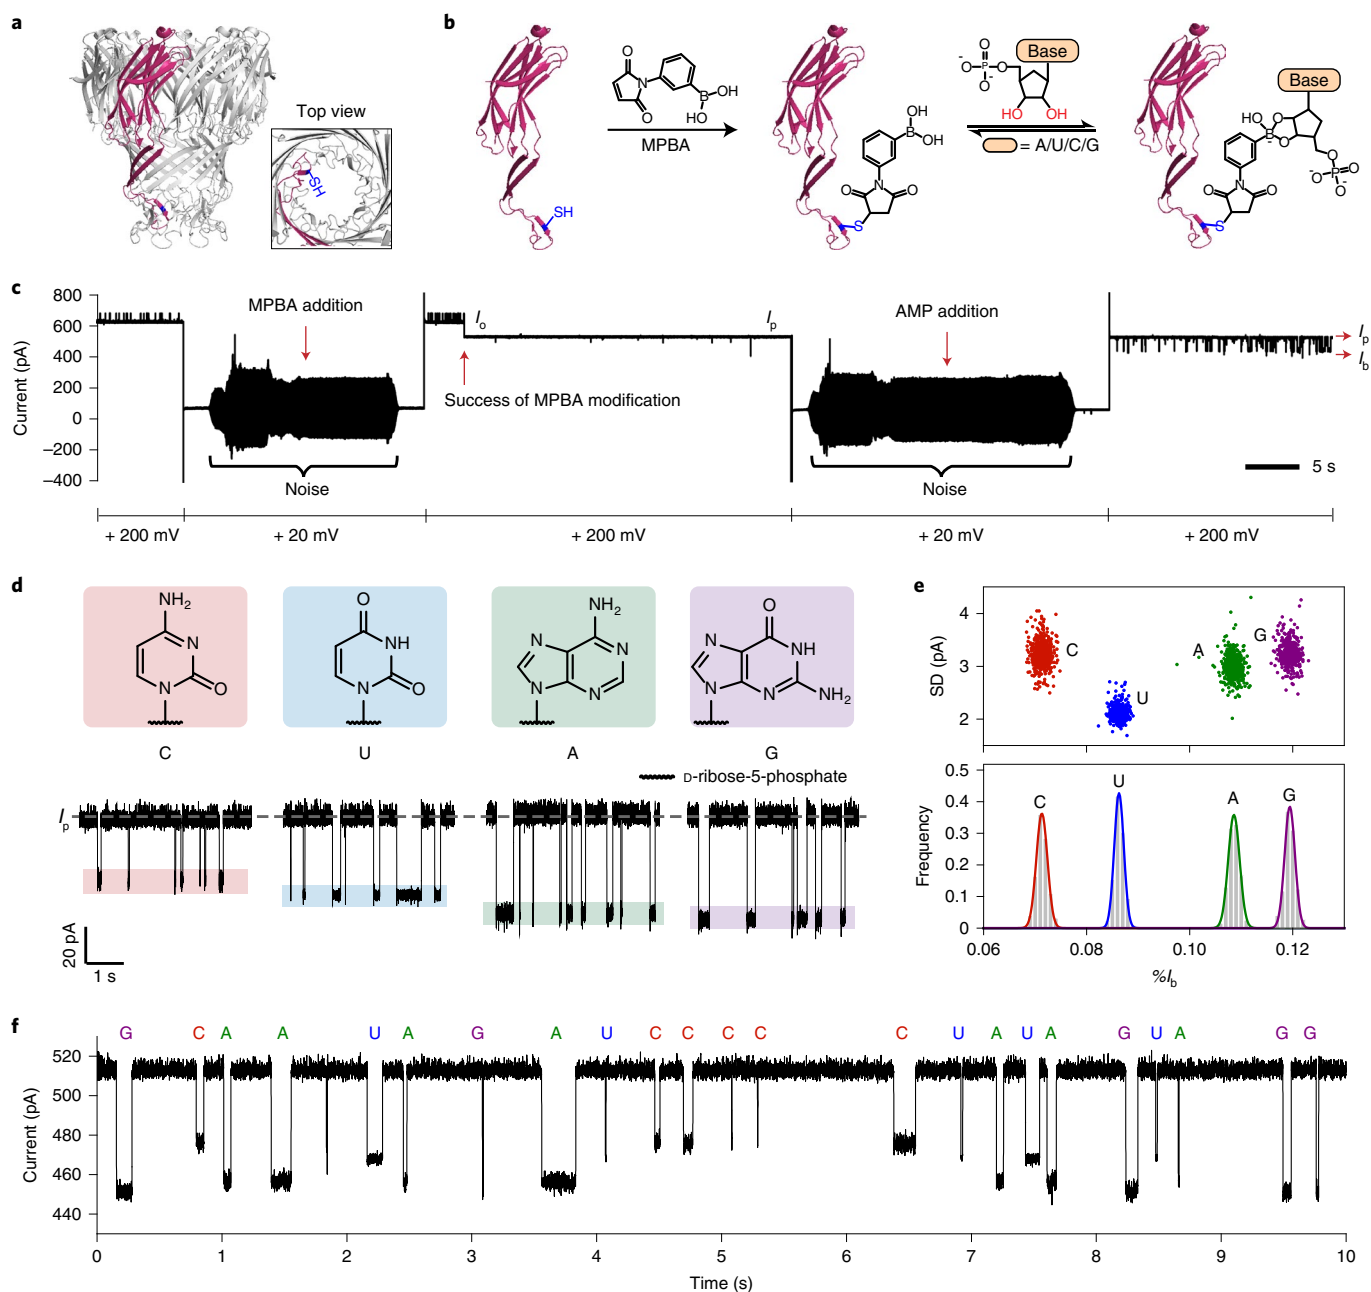 a
Top view
SH
b
SH
O
N
O
B
OH
HO
MPBA
O
-O
P
O
O-
Base
OH
OH
= A/U/C/G
OH
B
OH
N
O
O
S
Base
HO
O
B
O
O
O
P
O-
O-
N
O
O
S
c
Current (pA)
800
600
400
200
0
–200
–400
MPBA addition
Io
Success of MPBA modification
Ip
AMP addition
Ip
Ib
Noise
Noise
5 s
+ 200 mV
+ 20 mV
+ 200 mV
+ 20 mV
+ 200 mV
d
NH2
N
N
O
C
O
NH
N
O
U
NH2
N
N
N
N
A
O
N
NH
N
N
NH2
G
D-ribose-5-phosphate
Ip
20 pA
1 s
e
SD (pA)
4
3
2
C
U
A
G
Frequency
0.5
0.4
0.3
0.2
0.1
0
C
U
A
G
0.06
0.08
0.10
0.12
%Ib
f
G C A A U A G A U C C C C C U A U A G U A G G
Current (pA)
520
500
480
460
440
0 1 2 3 4 5 6 7 8 9 10
Time (s)